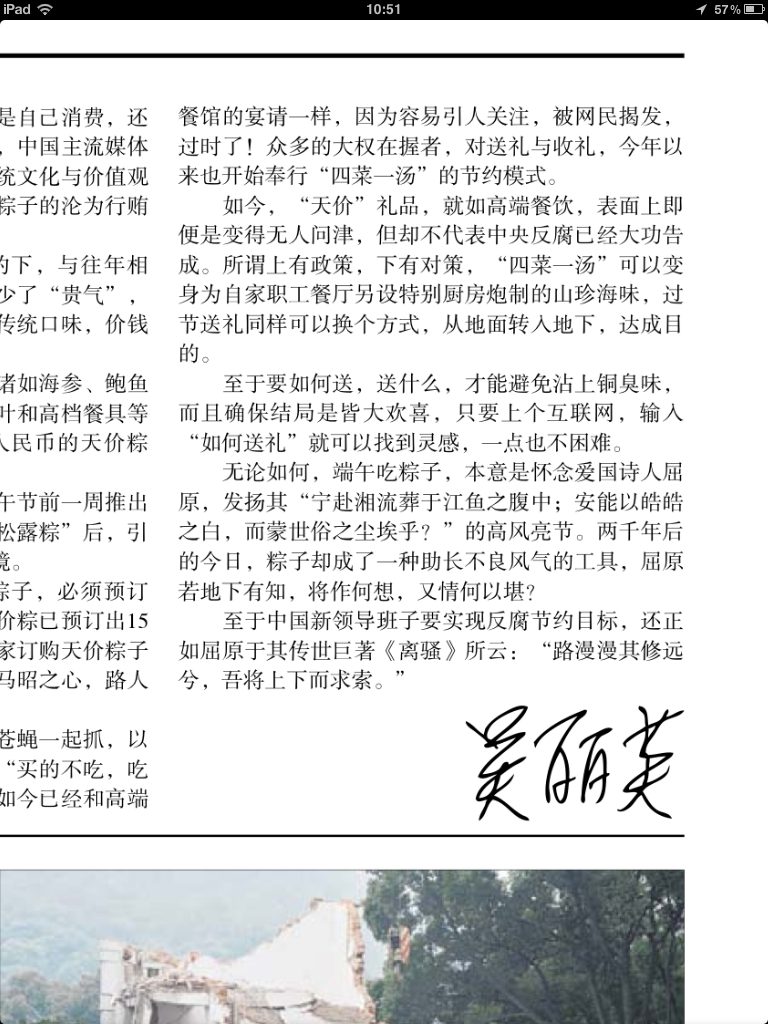 iPad
10:51
57%
是自己消费，还
，中国主流媒体
统文化与价值观
粽子的沦为行贿
的下，与往年相
少了“贵气”，
传统口味，价钱
诸如海参、鲍鱼
叶和高档餐具等
人民币的天价粽
午节前一周推出
松露粽”后，引
竟。
粽子，必须预订
价粽已预订出15
家订购天价粽子
马昭之心，路人
苍蝇一起抓，以
“买的不吃，吃
如今已经和高端
餐馆的宴请一样，因为容易引人关注，被网民揭发，
过时了！众多的大权在握者，对送礼与收礼，今年以
来也开始奉行“四菜一汤”的节约模式。
如今，“天价”礼品，就如高端餐饮，表面上即
便是变得无人问津，但却不代表中央反腐已经大功告
成。所谓上有政策，下有对策，“四菜一汤”可以变
身为自家职工餐厅另设特别厨房炮制的山珍海味，过
节送礼同样可以换个方式，从地面转入地下，达成目
的。
至于要如何送，送什么，才能避免沾上铜臭味，
而且确保结局是皆大欢喜，只要上个互联网，输入
“如何送礼”就可以找到灵感，一点也不困难。
无论如何，端午吃粽子，本意是怀念爱国诗人屈
原，发扬其“宁赴湘流葬于江鱼之腹中；安能以皓皓
之白，而蒙世俗之尘埃乎？”的高风亮节。两千年后
的今日，粽子却成了一种助长不良风气的工具，屈原
若地下有知，将作何想，又情何以堪？
至于中国新领导班子要实现反腐节约目标，还正
如屈原于其传世巨著《离骚》所云：“路漫漫其修远
兮，吾将上下而求索。”
吴丽芙